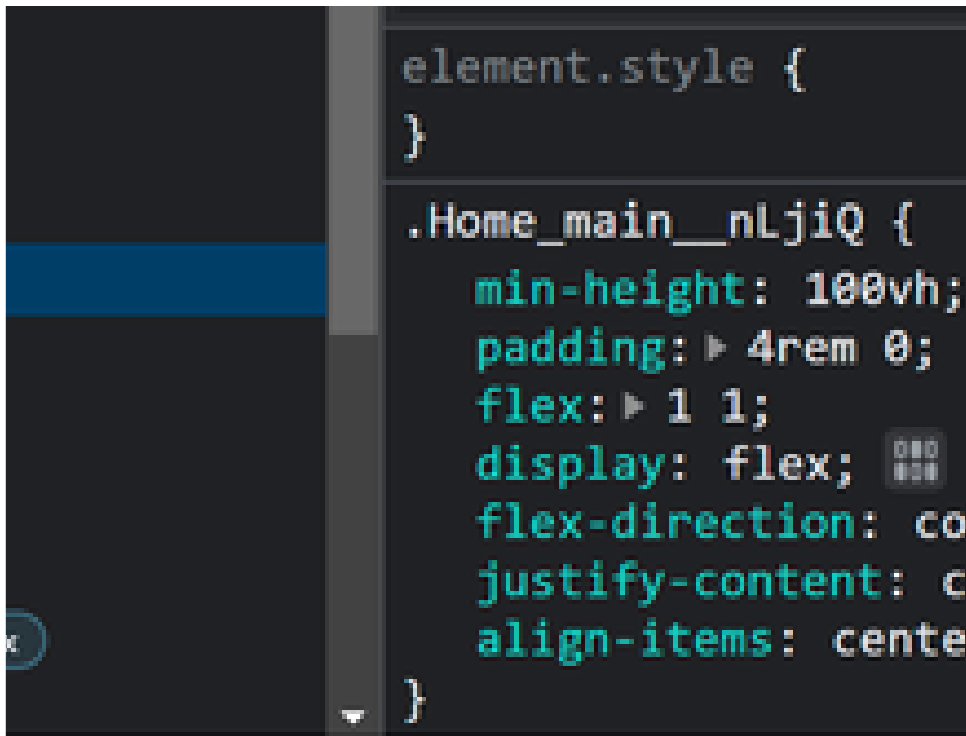 element.style {
}
.Home_main__nLjiQ {
min-height: 100vh;
padding: 4rem 0;
flex: 1 1;
display: flex;
flex-direction: co
justify-content: c
align-items: cente
x
}